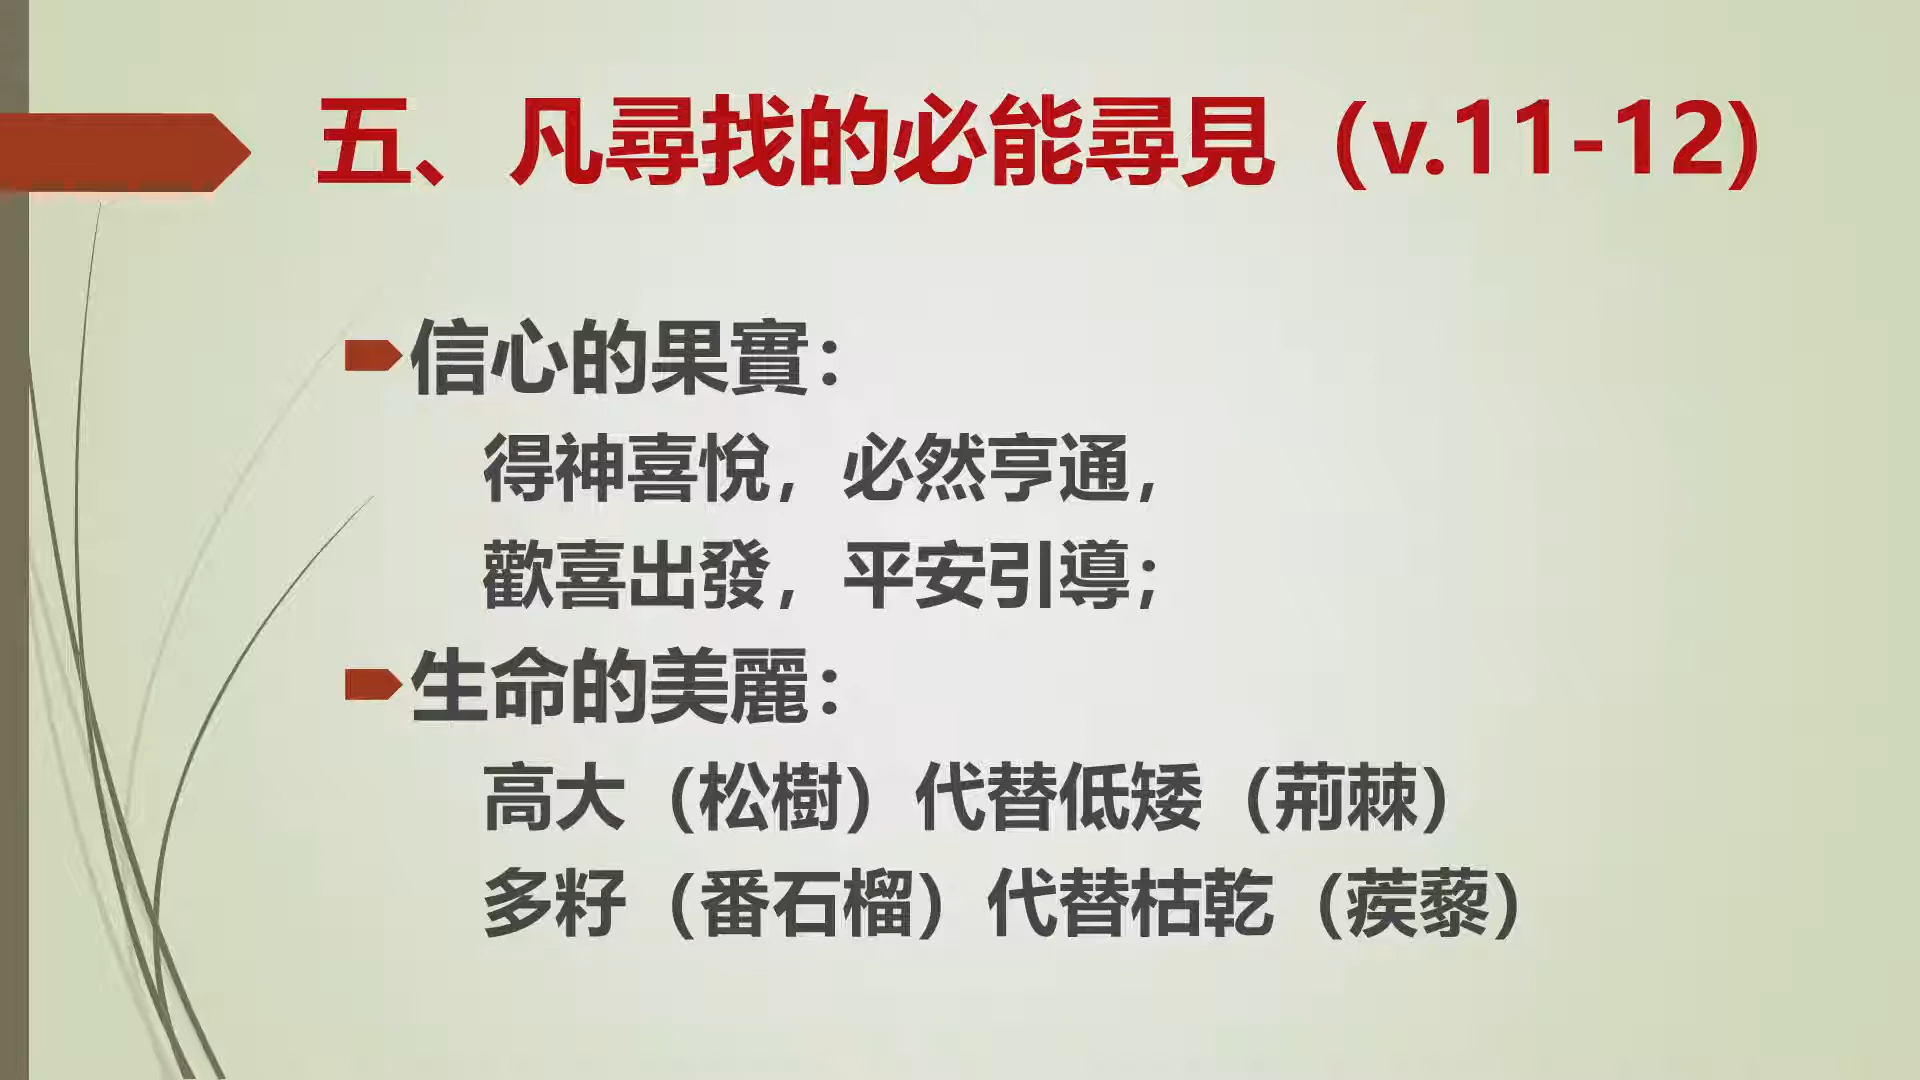 五、凡尋找的必能尋見（v.11-12)
信心的果實：
得神喜悅，必然亨通，
歡喜出發，平安引導；
生命的美麗：
高大（松樹）代替低矮（荊棘）
多籽（番石榴）代替枯乾（蒺藜）